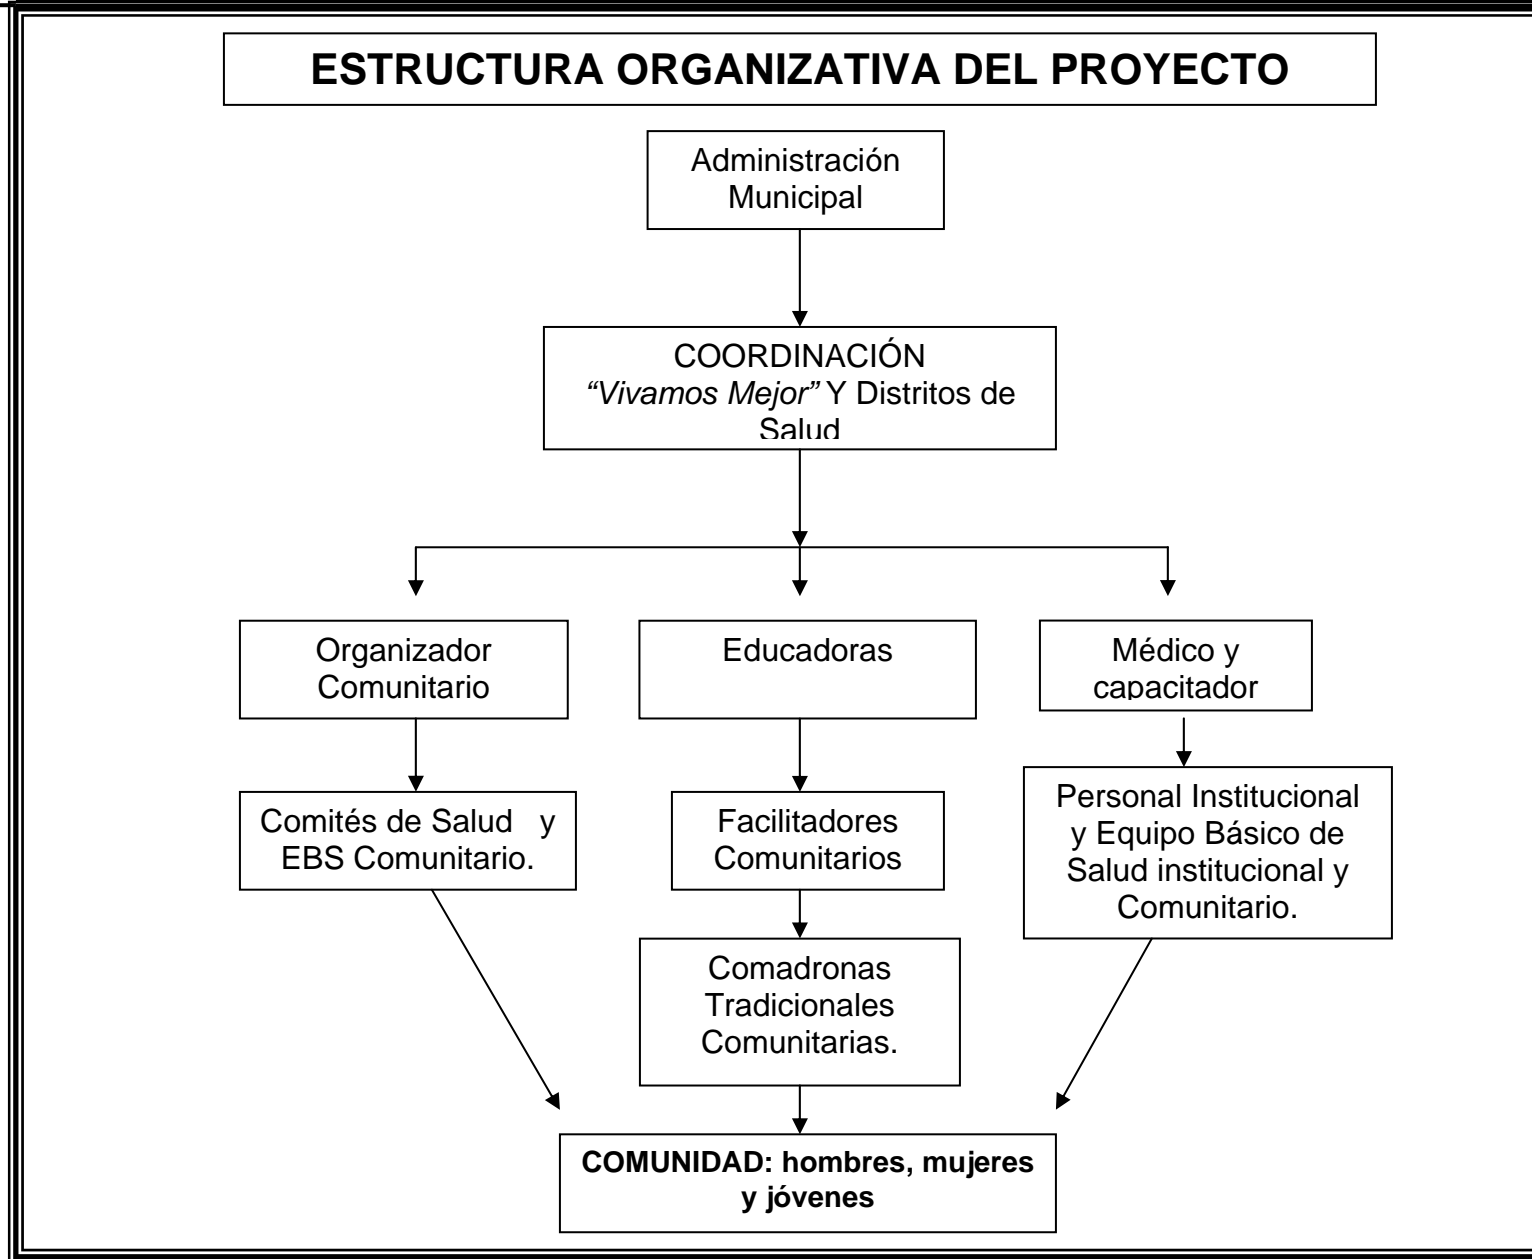 ESTRUCTURA ORGANIZATIVA DEL PROYECTO
Administración
Municipal
COORDINACIÓN
“Vivamos Mejor” Y Distritos de
Salud
Organizador
Comunitario
Educadoras
Médico y
capacitador
Comités de Salud y
EBS Comunitario.
Facilitadores
Comunitarios
Personal Institucional
y Equipo Básico de
Salud institucional y
Comunitario.
Comadronas
Tradicionales
Comunitarias.
COMUNIDAD: hombres, mujeres
y jóvenes